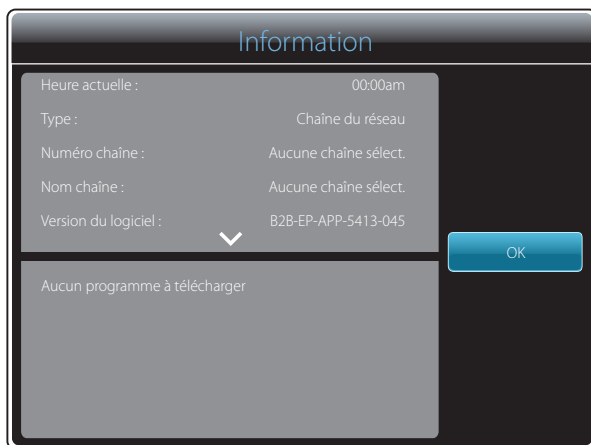 Information
Heure actuelle : 00:00am
Type : Chaîne du réseau
Numéro chaîne : Aucune chaîne sélect.
Nom chaîne : Aucune chaîne sélect.
Version du logiciel : B2B-EP-APP-5413-045
OK
Aucun programme à télécharger